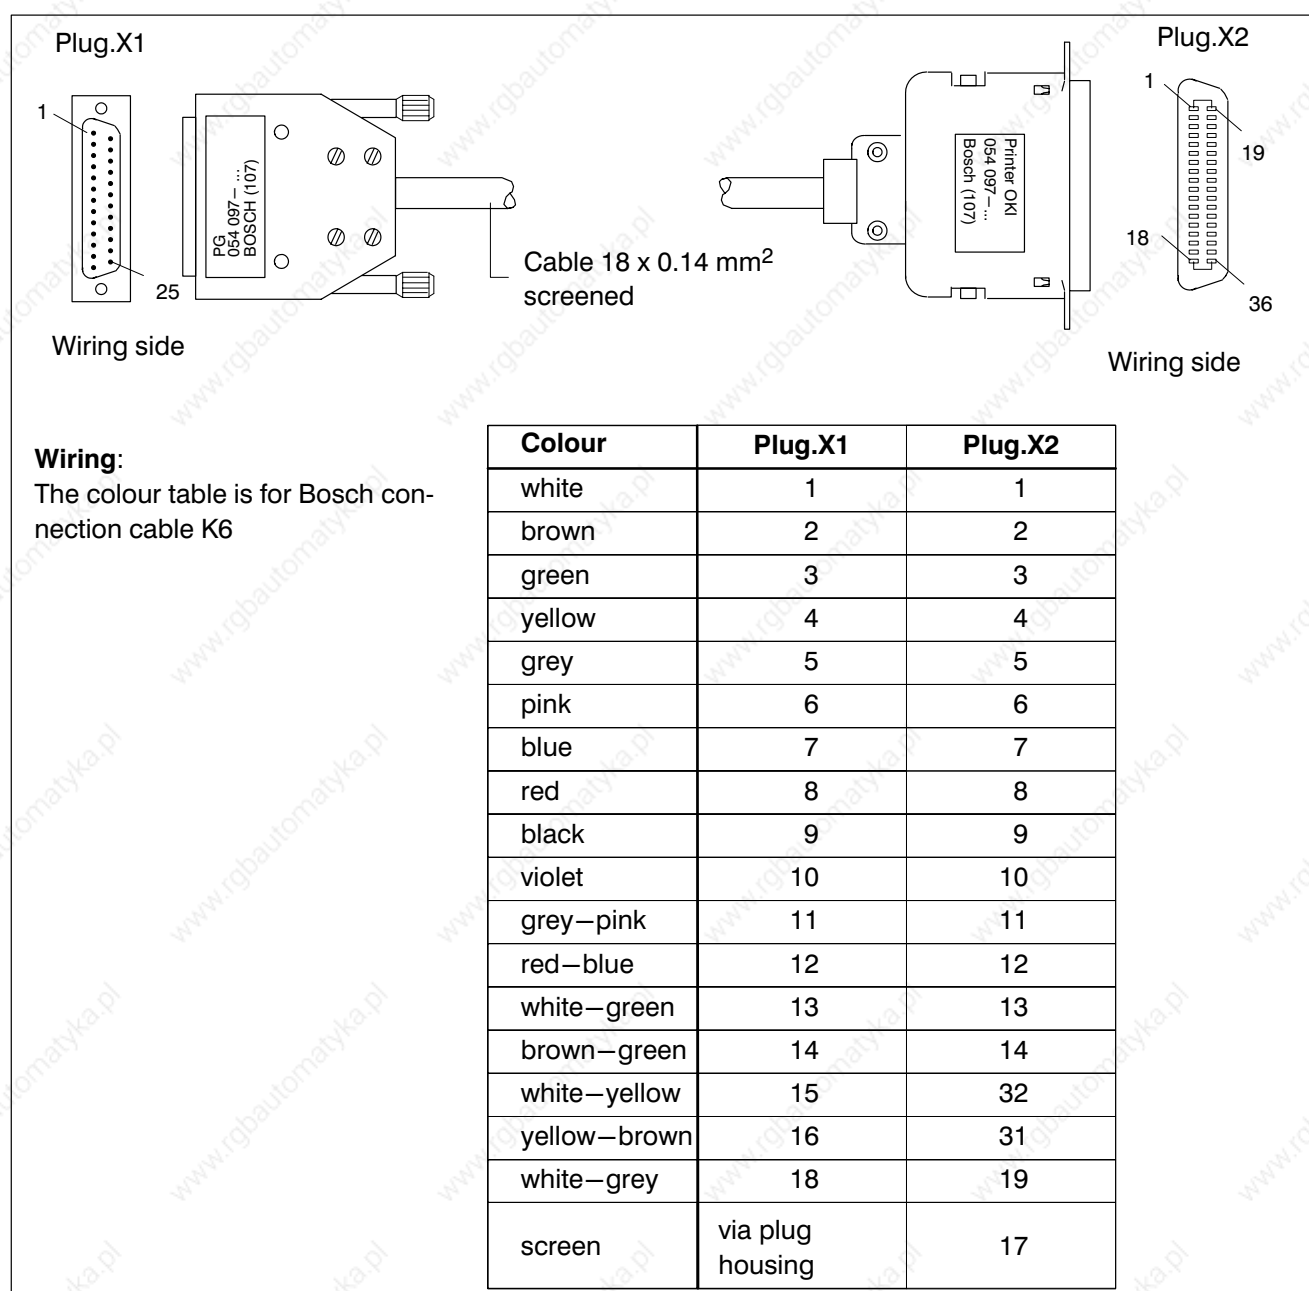 Plug.X1
Plug.X2
1
1
PG
054 097– ...
BOSCH (107)
Printer OKI
054 097– ...
Bosch (107)
19
18
25
36
Cable 18 x 0.14 mm²
screened
Wiring side
Wiring side
Wiring:
The colour table is for Bosch con-
nection cable K6
Colour Plug.X1 Plug.X2
white 1 1
brown 2 2
green 3 3
yellow 4 4
grey 5 5
pink 6 6
blue 7 7
red 8 8
black 9 9
violet 10 10
grey–pink 11 11
red–blue 12 12
white–green 13 13
brown–green 14 14
white–yellow 15 32
yellow–brown 16 31
white–grey 18 19
screen via plug housing 17
www.rgbautomatyka.pl